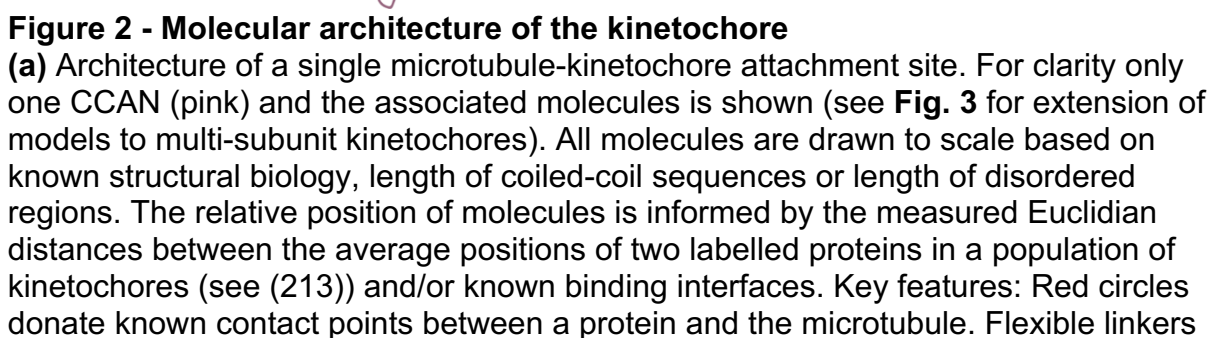 Figure 2 - Molecular architecture of the kinetochore
(a) Architecture of a single microtubule-kinetochore attachment site. For clarity only
one CCAN (pink) and the associated molecules is shown (see Fig. 3 for extension of
models to multi-subunit kinetochores). All molecules are drawn to scale based on
known structural biology, length of coiled-coil sequences or length of disordered
regions. The relative position of molecules is informed by the measured Euclidian
distances between the average positions of two labelled proteins in a population of
kinetochores (see (213)) and/or known binding interfaces. Key features: Red circles
donate known contact points between a protein and the microtubule. Flexible linkers